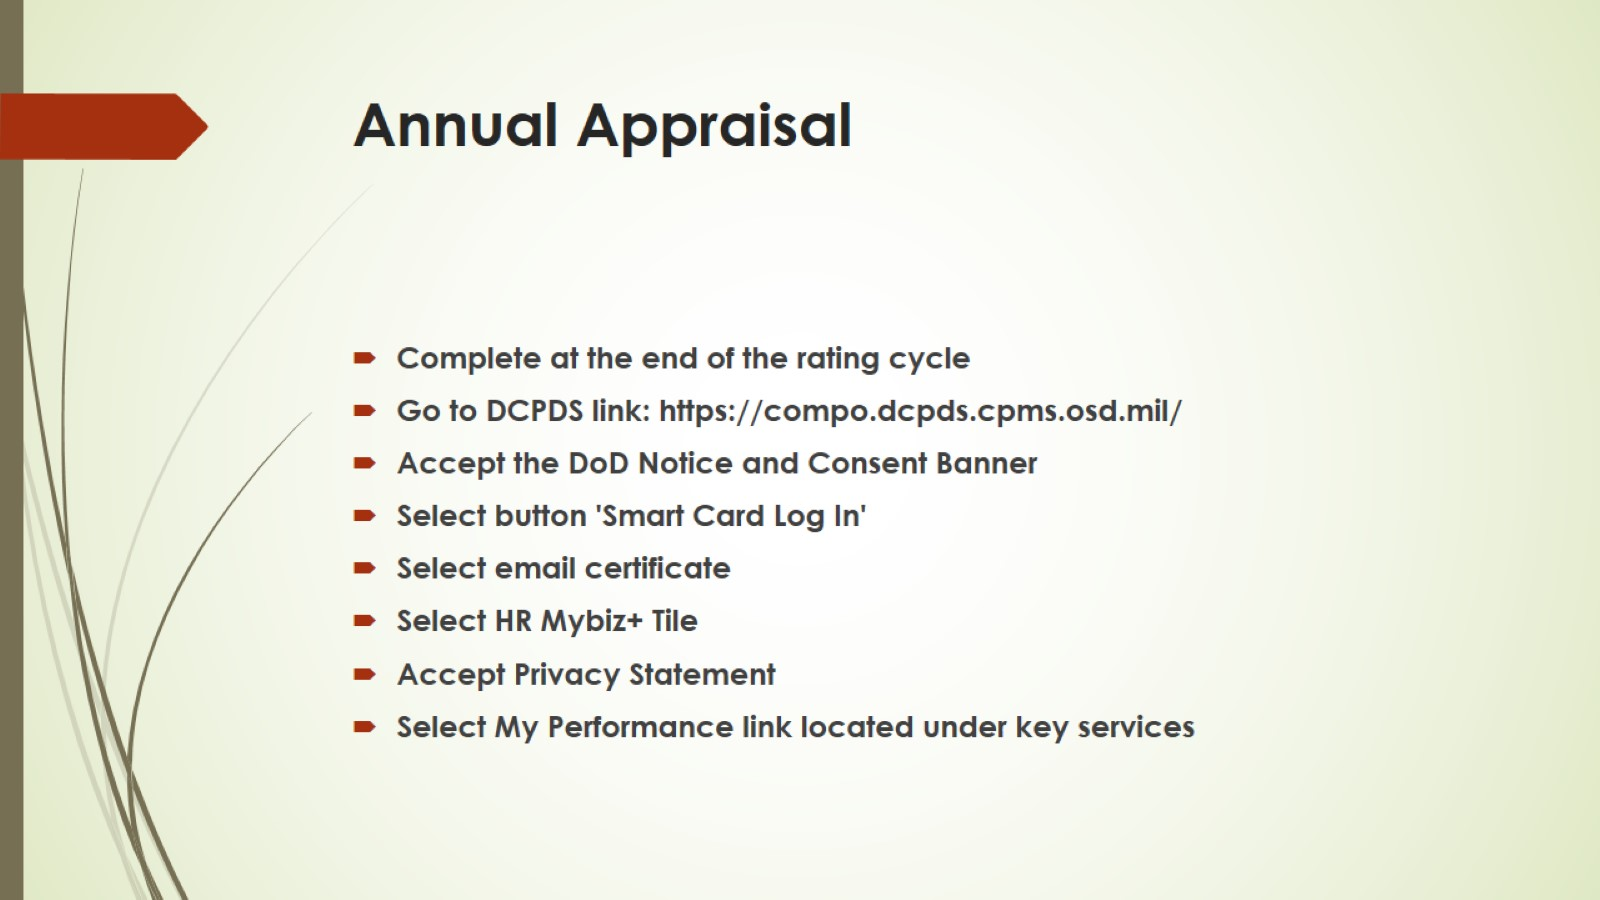 Annual Appraisal
Complete at the end of the rating cycle
Go to DCPDS link: https://compo.dcpds.cpms.osd.mil/
Accept the DoD Notice and Consent Banner
Select button 'Smart Card Log In'
Select email certificate
Select HR Mybiz+ Tile
Accept Privacy Statement
Select My Performance link located under key services